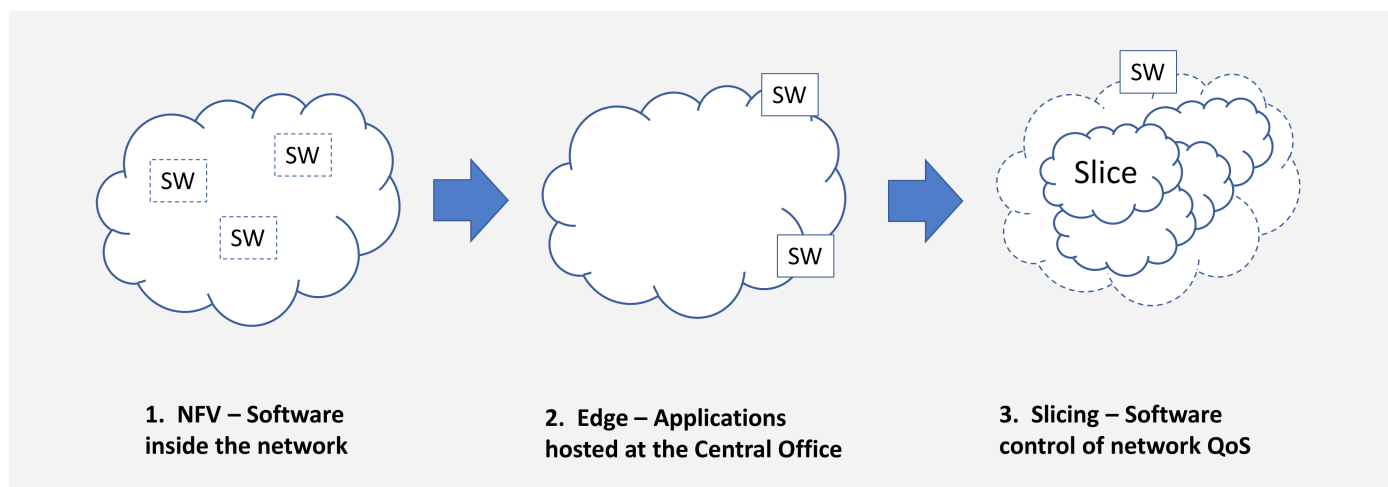 SW
SW
SW
SW
SW
SW
Slice
1. NFV – Software
inside the network
2. Edge – Applications
hosted at the Central Office
3. Slicing – Software
control of network QoS